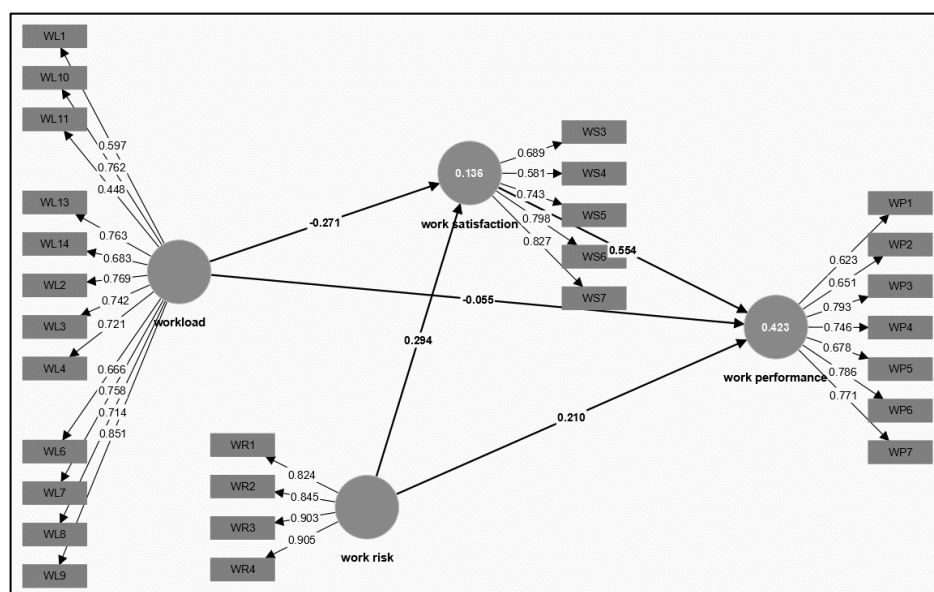 WL1
WL10
WL11
WL13
WL14
WL2
WL3
WL4
WL6
WL7
WL8
WL9
0.597
0.762
0.448
0.763
0.683
0.769
0.742
0.721
0.666
0.758
0.714
0.851
workload
-0.271
-0.055
0.136
work satisfaction
0.689
0.581
0.743
0.798
0.827
WS3
WS4
WS5
WS6
WS7
0.554
0.294
0.210
WR1
WR2
WR3
WR4
0.824
0.845
0.903
0.905
work risk
0.423
work performance
0.623
0.651
0.793
0.746
0.678
0.786
0.771
WP1
WP2
WP3
WP4
WP5
WP6
WP7